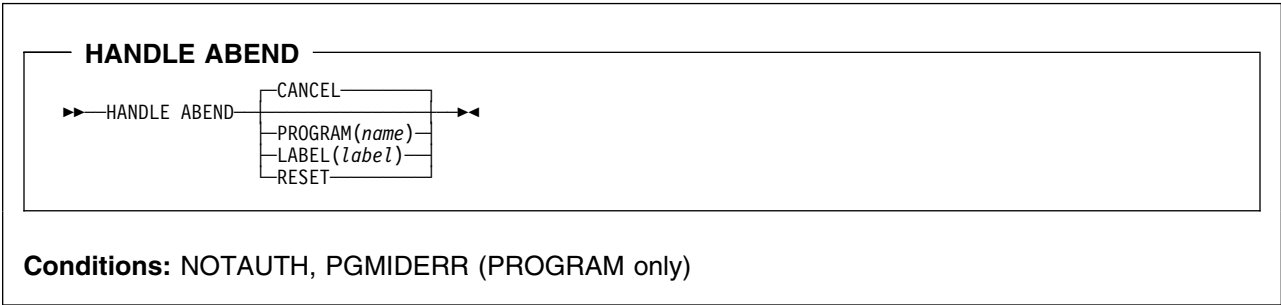 HANDLE ABEND
CANCEL
►►──HANDLE ABEND──►◄
PROGRAM(name)
LABEL(label)
RESET
Conditions: NOTAUTH, PGMIDERR (PROGRAM only)